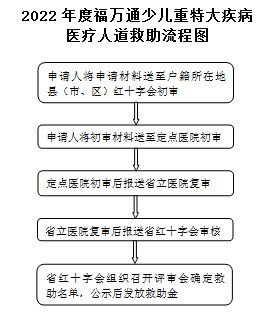 2022 年度福万通少儿重特大疾病
医疗人道救助流程图
申请人将申请材料送至户籍所在地
县（市、区）红十字会初审
申请人将初审材料送至定点医院初审
定点医院初审后报送省立医院复审
省立医院复审后报送省红十字会审核
省红十字会组织召开评审会确定救
助名单，公示后发放救助金